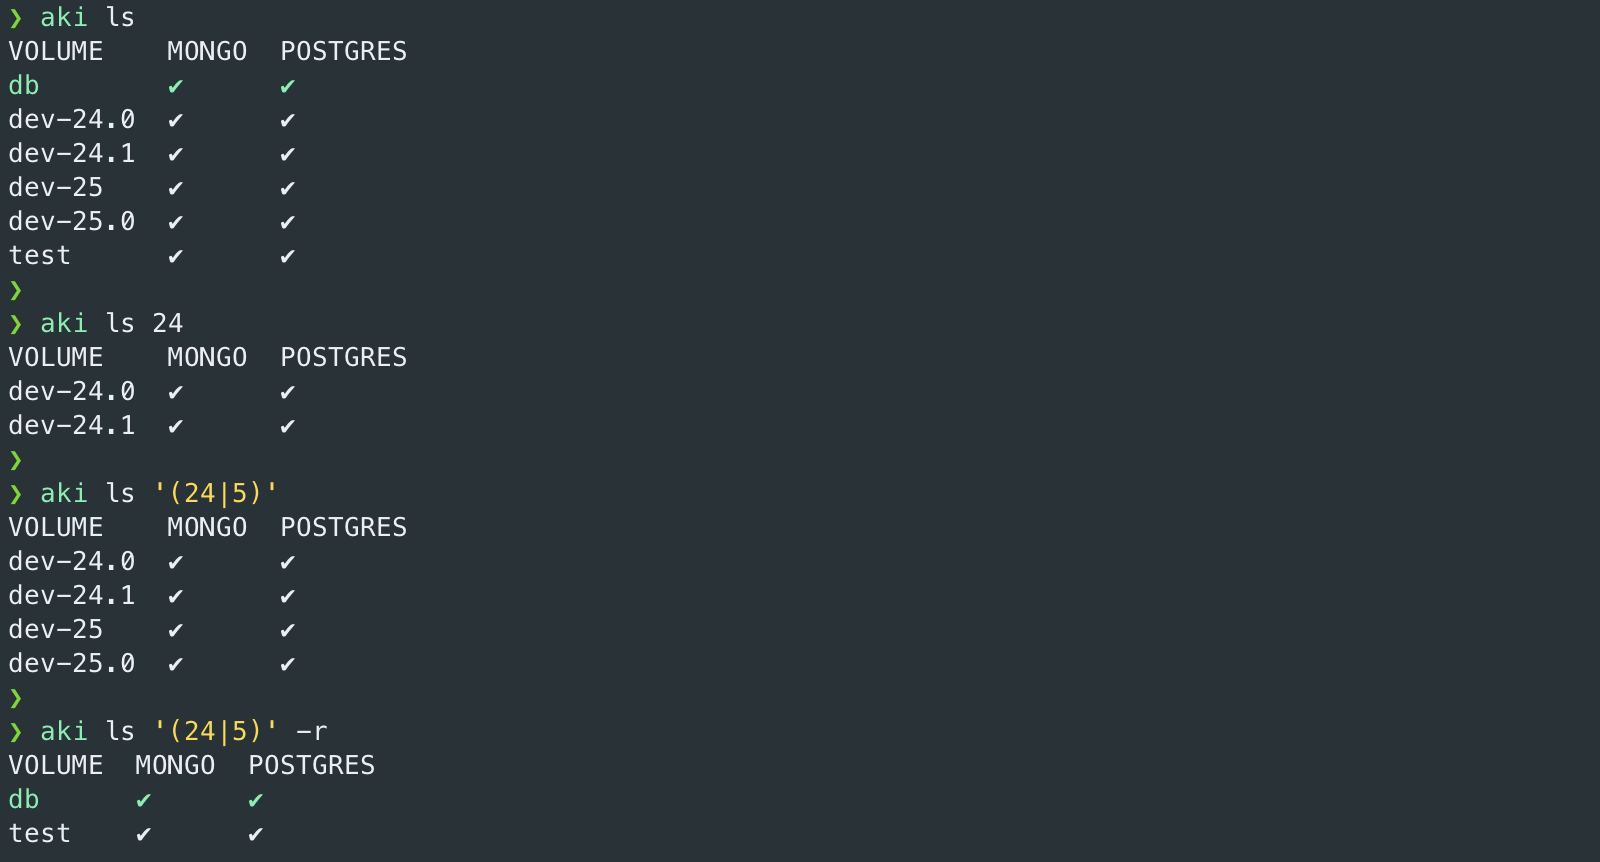 ❯ aki ls
VOLUME    MONGO  POSTGRES
db        ✔      ✔
dev-24.0  ✔      ✔
dev-24.1  ✔      ✔
dev-25    ✔      ✔
dev-25.0  ✔      ✔
test      ✔      ✔
❯
❯ aki ls 24
VOLUME    MONGO  POSTGRES
dev-24.0  ✔      ✔
dev-24.1  ✔      ✔
❯
❯ aki ls '(24|5)'
VOLUME    MONGO  POSTGRES
dev-24.0  ✔      ✔
dev-24.1  ✔      ✔
dev-25    ✔      ✔
dev-25.0  ✔      ✔
❯
❯ aki ls '(24|5)' -r
VOLUME  MONGO  POSTGRES
db      ✔      ✔
test    ✔      ✔